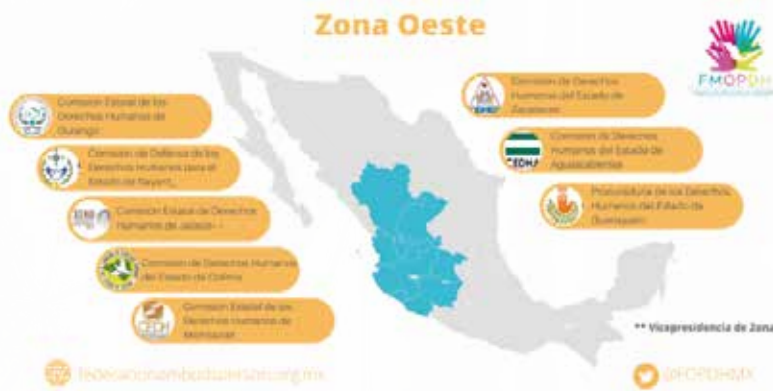 Zona Oeste
FMOPDH
Comisión Estatal de los
Derechos Humanos de
Durango
Comisión de Defensa de los
Derechos Humanos para el
Estado de Nayarit
Comisión Estatal de Derechos
Humanos de Jalisco
Comisión de Derechos Humanos
del Estado de Colima
CEDH
Comisión Estatal de los
Derechos Humanos de
Michoacán
Comisión de Derechos
Humanos del Estado de
Zacatecas
CEDHA
Comisión de Derechos
Humanos del Estado de
Aguascalientes
Procuraduría de los Derechos
Humanos del Estado de
Guanajuato
** Vicepresidencia de Zona
@FOPDHMX